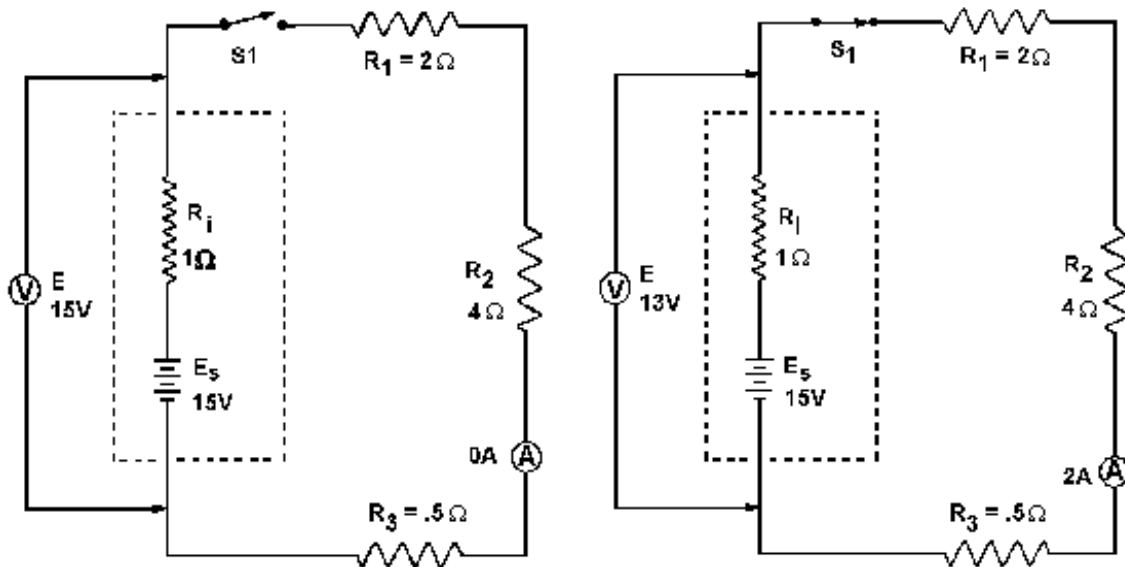 S1
R1 = 2Ω
Ri
1Ω
V
E
15V
R2
4Ω
Es
15V
0A
A
R3 = .5Ω
S1
R1 = 2Ω
Ri
1Ω
V
E
13V
R2
4Ω
Es
15V
2A
A
R3 = .5Ω